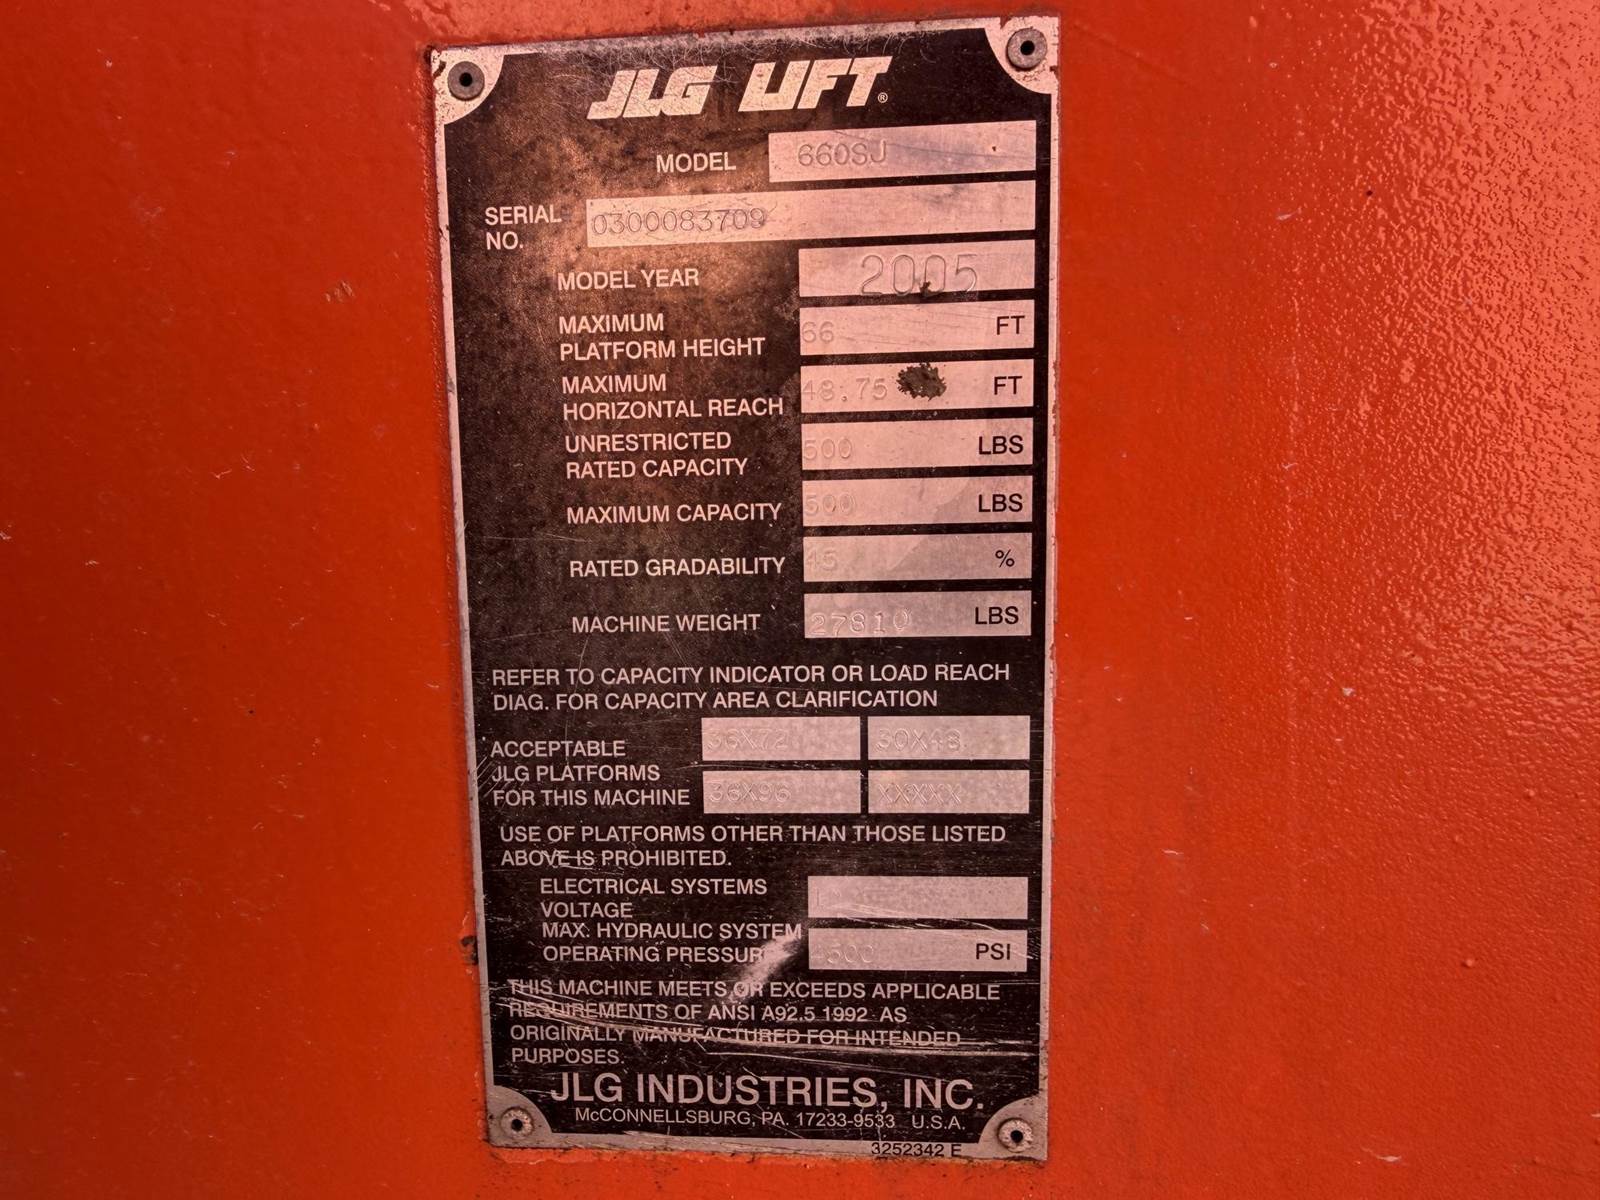 JLG LIFT®
MODEL 660SJ
SERIAL NO. 0300083709
MODEL YEAR 2005
MAXIMUM PLATFORM HEIGHT 66 FT
MAXIMUM HORIZONTAL REACH 48.75 FT
UNRESTRICTED RATED CAPACITY 500 LBS
MAXIMUM CAPACITY 500 LBS
RATED GRADABILITY 45 %
MACHINE WEIGHT 27810 LBS
REFER TO CAPACITY INDICATOR OR LOAD REACH
DIAG. FOR CAPACITY AREA CLARIFICATION
ACCEPTABLE
JLG PLATFORMS
FOR THIS MACHINE
36X72 30X48
36X96 XXXXX
USE OF PLATFORMS OTHER THAN THOSE LISTED
ABOVE IS PROHIBITED.
ELECTRICAL SYSTEMS
VOLTAGE
MAX. HYDRAULIC SYSTEM
OPERATING PRESSURE PSI
THIS MACHINE MEETS OR EXCEEDS APPLICABLE
REQUIREMENTS OF ANSI A92.5 1992 AS
ORIGINALLY MANUFACTURED FOR INTENDED
PURPOSES.
JLG INDUSTRIES, INC.
McCONNELLSBURG, PA. 17233-9533 U.S.A.
3252342 E